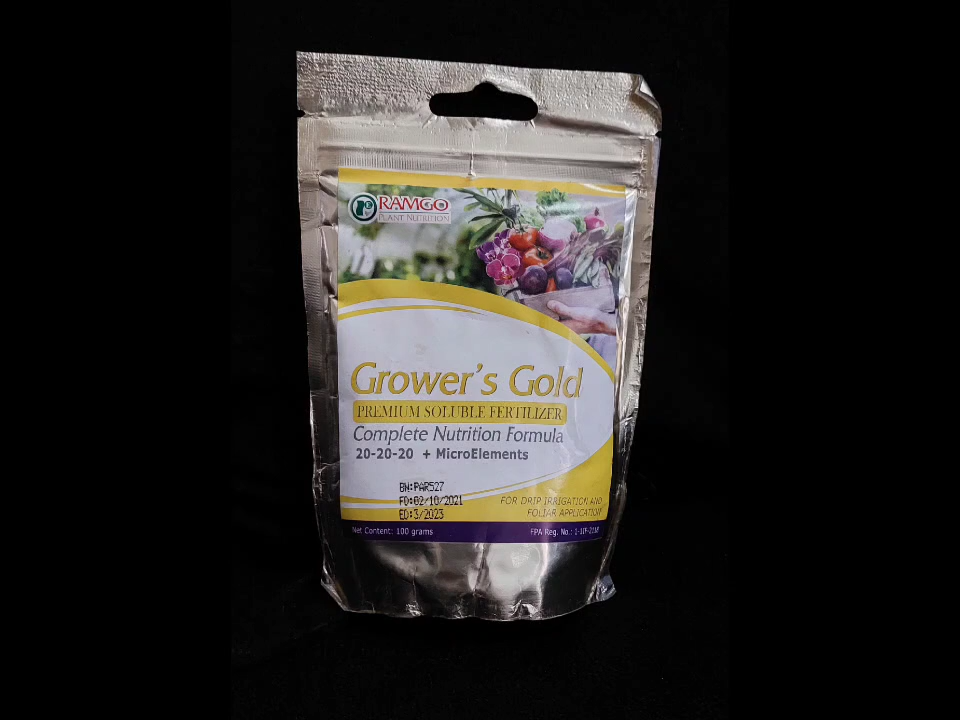 RAMGO
PLANT NUTRITION
Grower's Gold
PREMIUM SOLUBLE FERTILIZER
Complete Nutrition Formula
20-20-20 + MicroElements
BN:PAR527
FD:02/10/2021
ED:3/2023
FOR DRIP IRRIGATION AND
FOLIAR APPLICATION
Net Content: 100 grams
FPA Reg. No.: